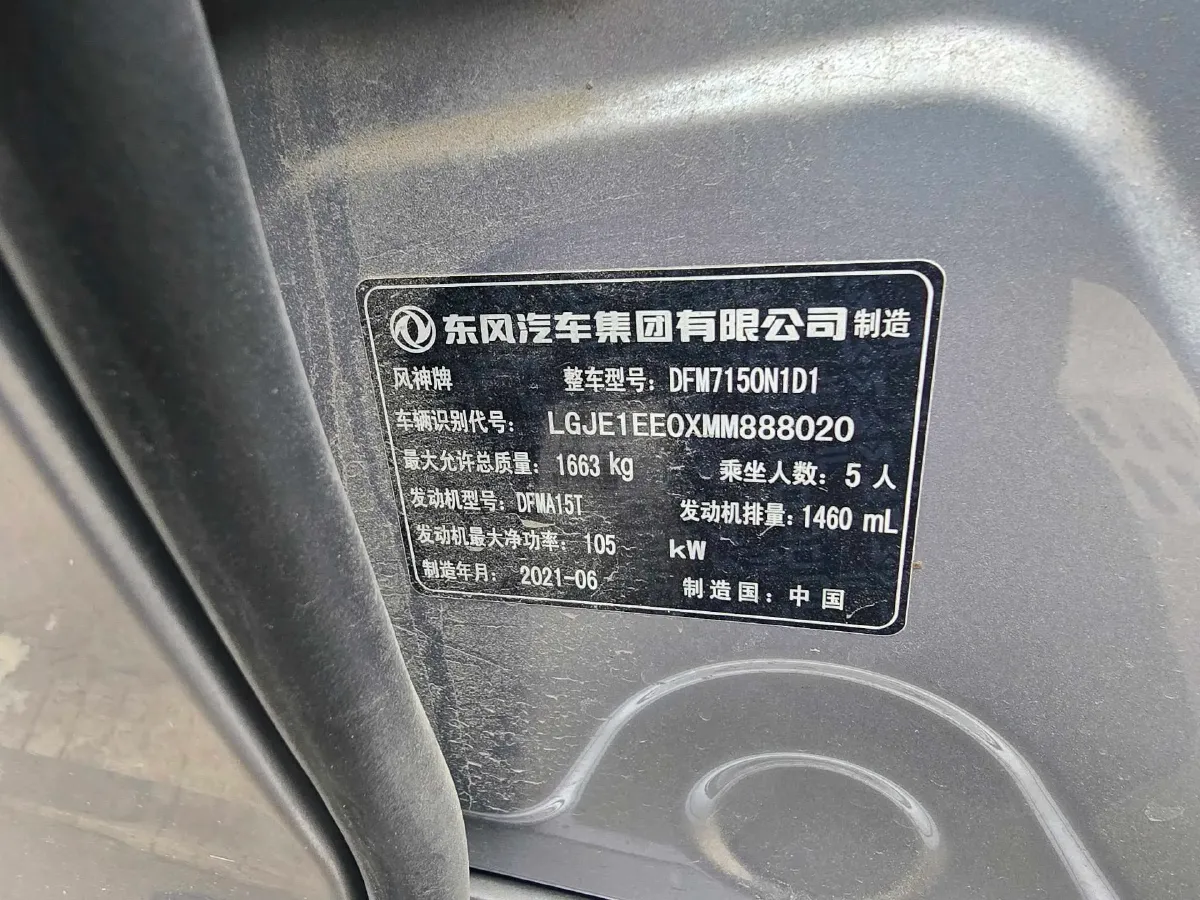 东风汽车集团有限公司制造
风神牌 整车型号：DFM7150N1D1
车辆识别代号： LGJE1EE0XMM888020
最大允许总质量：1663 kg 乘坐人数：5 人
发动机型号：DFMA15T 发动机排量：1460 mL
发动机最大净功率：105 kW
制造年月：2021-06 制造国：中国